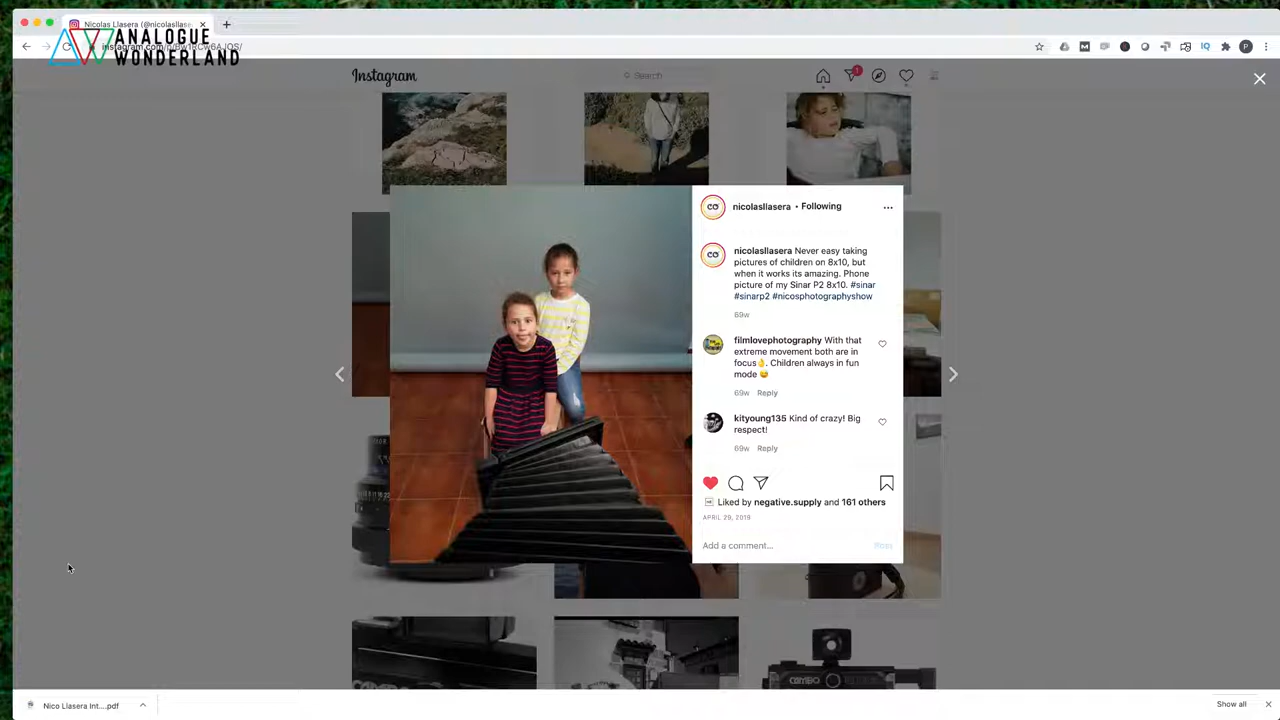 Nicolas Llasera (@nicolasllase
ANALOGUE
WONDERLAND
Instagram
Search
1
IQ
P
nicolasllasera • Following
nicolasllasera Never easy taking
pictures of children on 8x10, but
when it works its amazing. Phone
picture of my Sinar P2 8x10. #sinar
#sinarp2 #nicosphotographyshow
69w
filmlovephotography With that
extreme movement both are in
focus👌. Children always in fun
mode 😄
69w Reply
kityoung135 Kind of crazy! Big
respect!
69w Reply
Liked by negative.supply and 161 others
APRIL 29, 2019
Add a comment...
Post
Nico Llasera Int....pdf
Show all